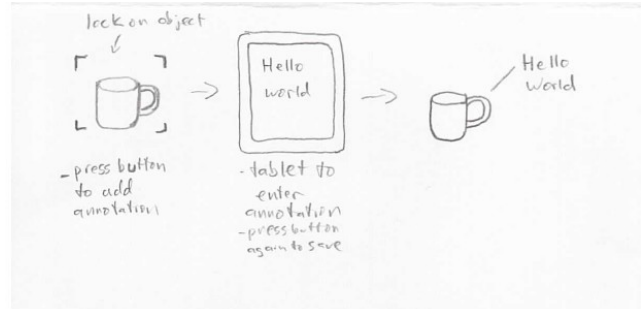 lock on object
- press button
to add
annotation
Hello
world
- tablet to
enter
annotation
- press button
again to save
Hello
World